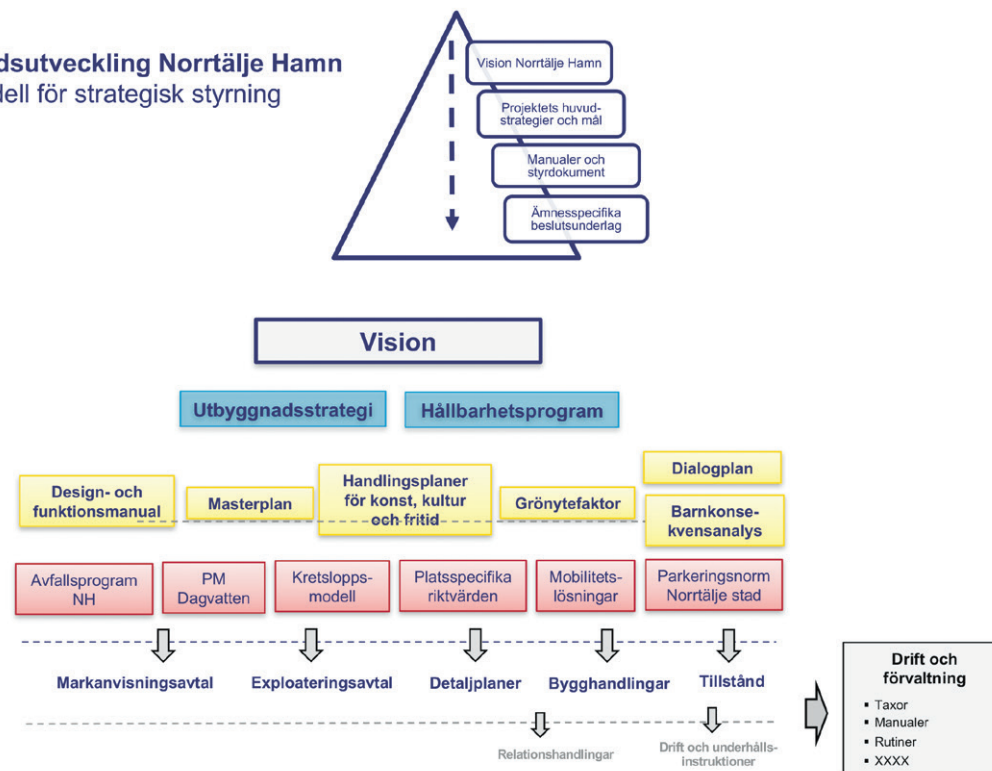 dsutveckling Norrtälje Hamn
dell för strategisk styrning
Vision Norrtälje Hamn
Projektets huvud-
strategier och mål
Manualer och
styrdokument
Ämnesspecifika
beslutsunderlag
Vision
Utbyggnadsstrategi
Hållbarhetsprogram
Design- och
funktionsmanual
Masterplan
Handlingsplaner
för konst, kultur
och fritid
Grönytefaktor
Dialogplan
Barnkonse-
kvensanalys
Avfallsprogram
NH
PM
Dagvatten
Kretslopps-
modell
Platsspecifika
riktvärden
Mobilitets-
lösningar
Parkeringsnorm
Norrtälje stad
Markanvisningsavtal
Exploateringsavtal
Detaljplaner
Bygghandlingar
Tillstånd
Relationshandlingar
Drift och underhålls-
instruktioner
Drift och
förvaltning
▪ Taxor
▪ Manualer
▪ Rutiner
▪ XXXX